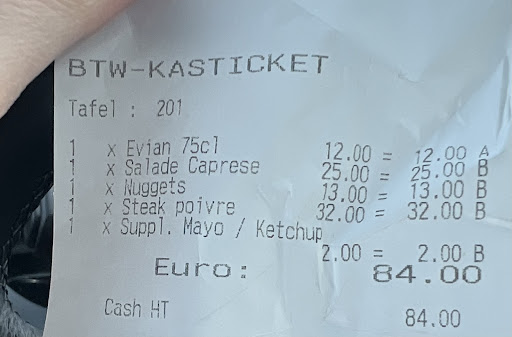 BTW-KASTICKET
Tafel : 201
1 x Evian 75cl 12.00 = 12.00 A
1 x Salade Caprese 25.00 = 25.00 B
1 x Nuggets 13.00 = 13.00 B
1 x Steak poivre 32.00 = 32.00 B
1 x Suppl. Mayo / Ketchup
2.00 = 2.00 B
Euro: 84.00
Cash HT 84.00